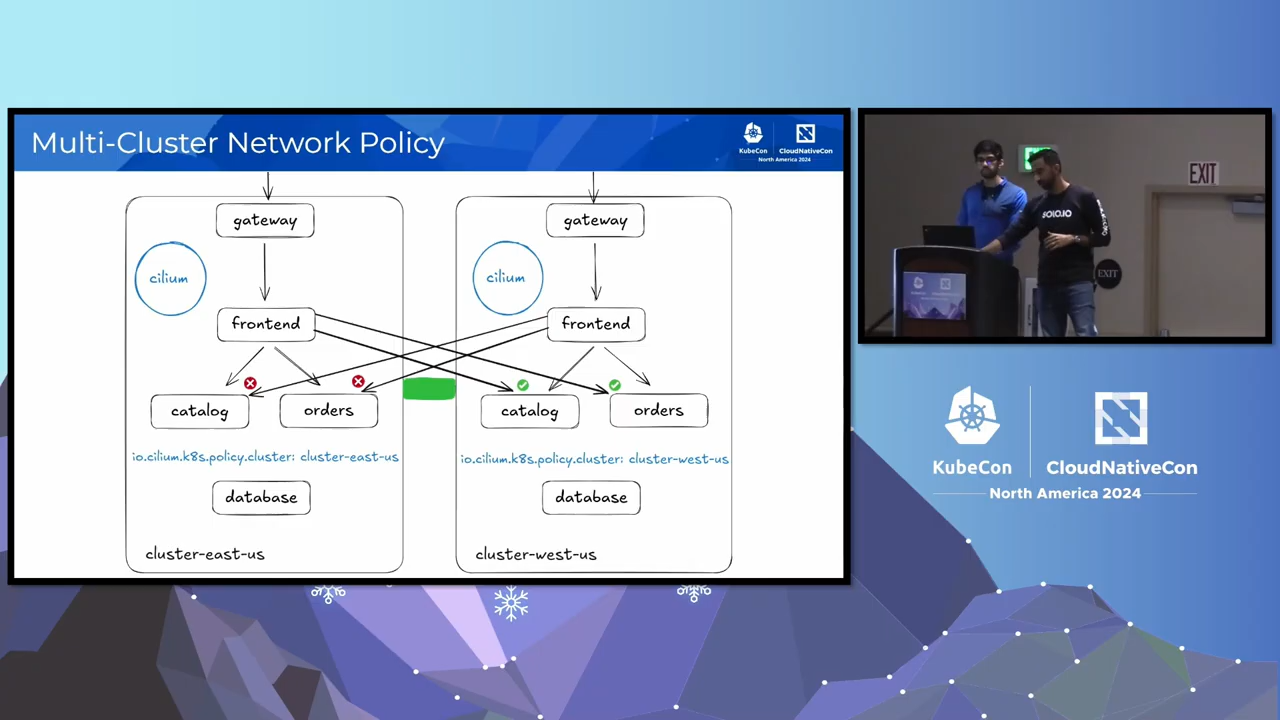 Multi-Cluster Network Policy
KubeCon
CloudNativeCon
North America 2024
gateway
gateway
cilium
cilium
frontend
frontend
catalog
orders
catalog
orders
io.cilium.k8s.policy.cluster: cluster-east-us
io.cilium.k8s.policy.cluster: cluster-west-us
database
database
cluster-east-us
cluster-west-us
EXIT
SOLO.IO
EXIT
KubeCon
CloudNativeCon
North America 2024